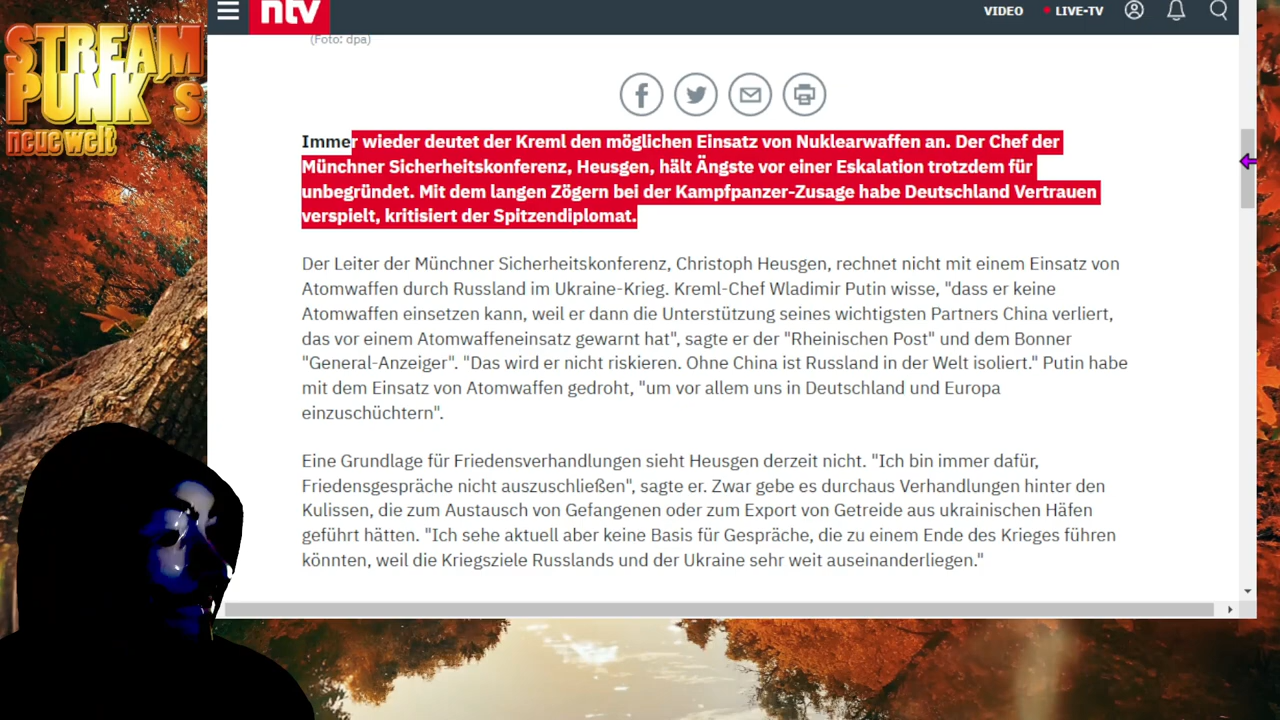 STREAM
PUNK´s
neue welt
ntv
VIDEO
LIVE-TV
(Foto: dpa)
Immer wieder deutet der Kreml den möglichen Einsatz von Nuklearwaffen an. Der Chef der
Münchner Sicherheitskonferenz, Heusgen, hält Ängste vor einer Eskalation trotzdem für
unbegründet. Mit dem langen Zögern bei der Kampfpanzer-Zusage habe Deutschland Vertrauen
verspielt, kritisiert der Spitzendiplomat.
Der Leiter der Münchner Sicherheitskonferenz, Christoph Heusgen, rechnet nicht mit einem Einsatz von
Atomwaffen durch Russland im Ukraine-Krieg. Kreml-Chef Wladimir Putin wisse, "dass er keine
Atomwaffen einsetzen kann, weil er dann die Unterstützung seines wichtigsten Partners China verliert,
das vor einem Atomwaffeneinsatz gewarnt hat", sagte er der "Rheinischen Post" und dem Bonner
"General-Anzeiger". "Das wird er nicht riskieren. Ohne China ist Russland in der Welt isoliert." Putin habe
mit dem Einsatz von Atomwaffen gedroht, "um vor allem uns in Deutschland und Europa
einzuschüchtern".
Eine Grundlage für Friedensverhandlungen sieht Heusgen derzeit nicht. "Ich bin immer dafür,
Friedensgespräche nicht auszuschließen", sagte er. Zwar gebe es durchaus Verhandlungen hinter den
Kulissen, die zum Austausch von Gefangenen oder zum Export von Getreide aus ukrainischen Häfen
geführt hätten. "Ich sehe aktuell aber keine Basis für Gespräche, die zu einem Ende des Krieges führen
könnten, weil die Kriegsziele Russlands und der Ukraine sehr weit auseinanderliegen."